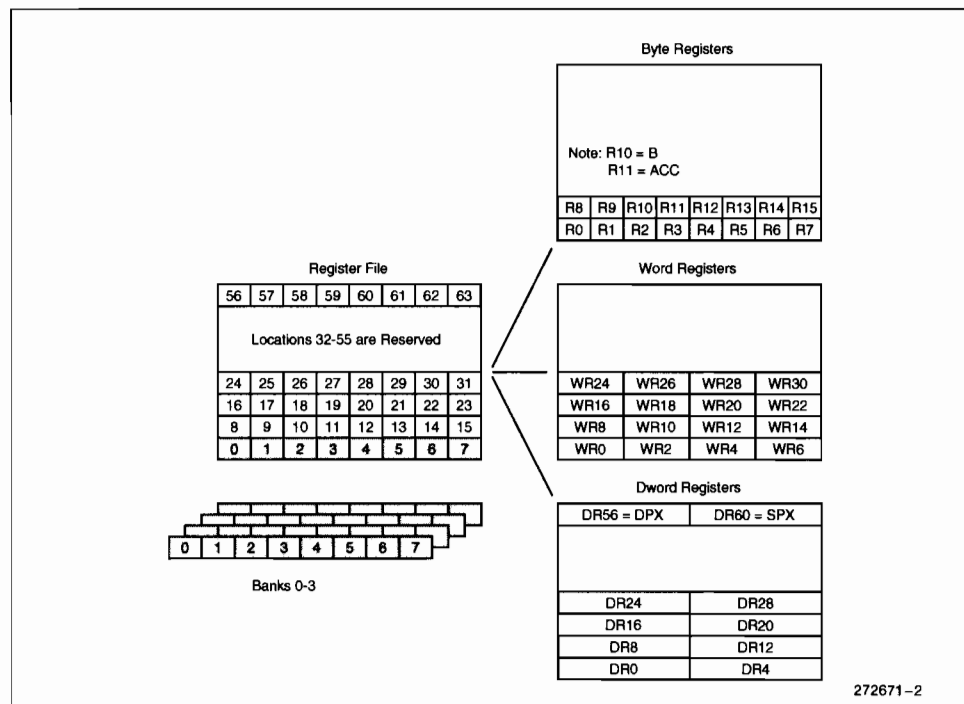 Byte Registers
Note: R10 = B
R11 = ACC
R8 R9 R10 R11 R12 R13 R14 R15
R0 R1 R2 R3 R4 R5 R6 R7
Register File
56 57 58 59 60 61 62 63
Locations 32-55 are Reserved
24 25 26 27 28 29 30 31
16 17 18 19 20 21 22 23
8 9 10 11 12 13 14 15
0 1 2 3 4 5 6 7
Word Registers
WR24 WR26 WR28 WR30
WR16 WR18 WR20 WR22
WR8 WR10 WR12 WR14
WR0 WR2 WR4 WR6
0 1 2 3 4 5 6 7
Banks 0-3
Dword Registers
DR56 = DPX DR60 = SPX
DR24 DR28
DR16 DR20
DR8 DR12
DR0 DR4
272671-2